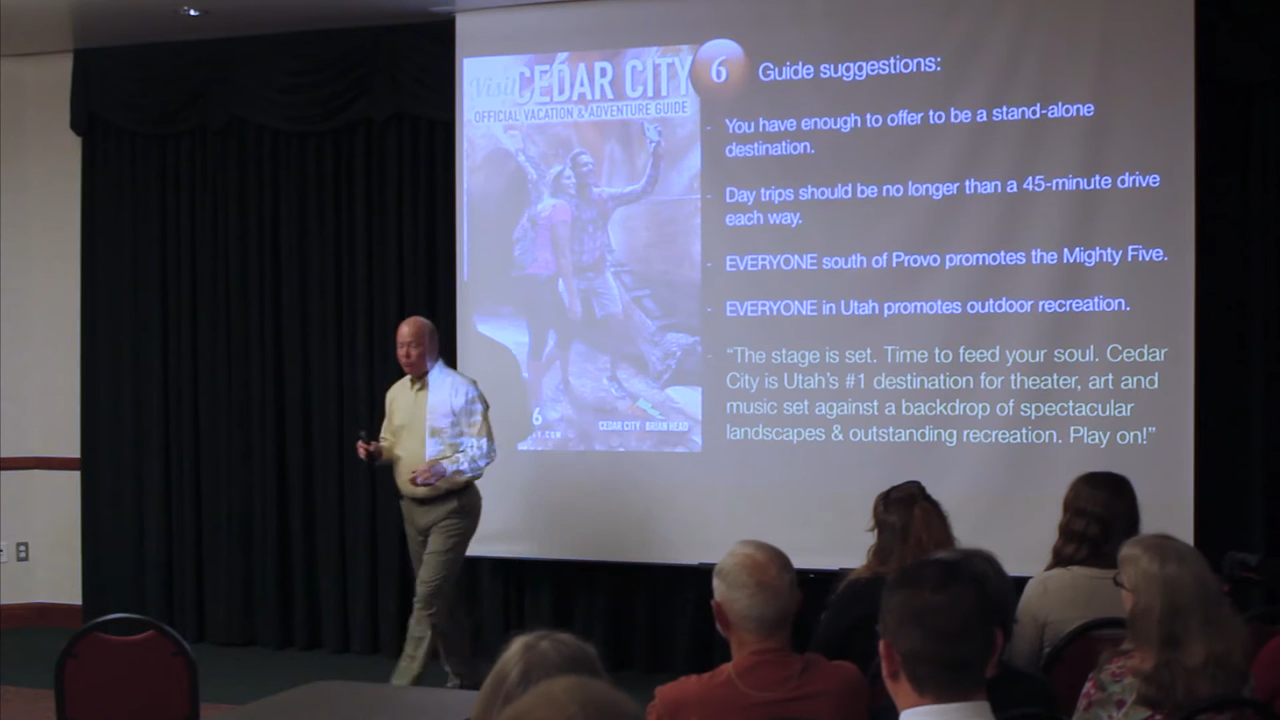 Visit CEDAR CITY
OFFICIAL VACATION & ADVENTURE GUIDE
6
CEDAR CITY BRIAN HEAD
6 Guide suggestions:
- You have enough to offer to be a stand-alone
destination.
- Day trips should be no longer than a 45-minute drive
each way.
- EVERYONE south of Provo promotes the Mighty Five.
- EVERYONE in Utah promotes outdoor recreation.
- “The stage is set. Time to feed your soul. Cedar
City is Utah’s #1 destination for theater, art and
music set against a backdrop of spectacular
landscapes & outstanding recreation. Play on!”